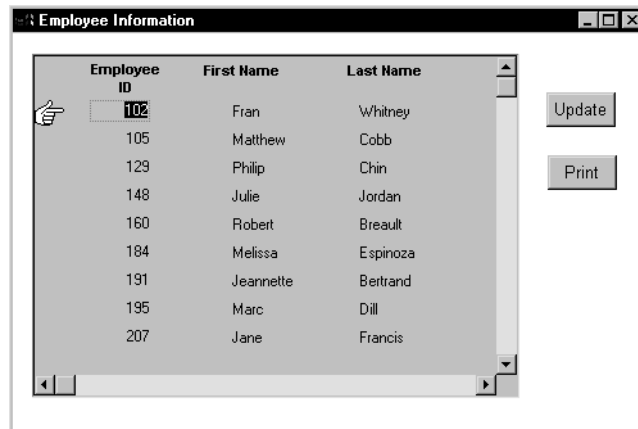 Employee Information
Employee ID First Name Last Name
102 Fran Whitney
105 Matthew Cobb
129 Philip Chin
148 Julie Jordan
160 Robert Breault
184 Melissa Espinoza
191 Jeannette Bertrand
195 Marc Dill
207 Jane Francis
Update
Print